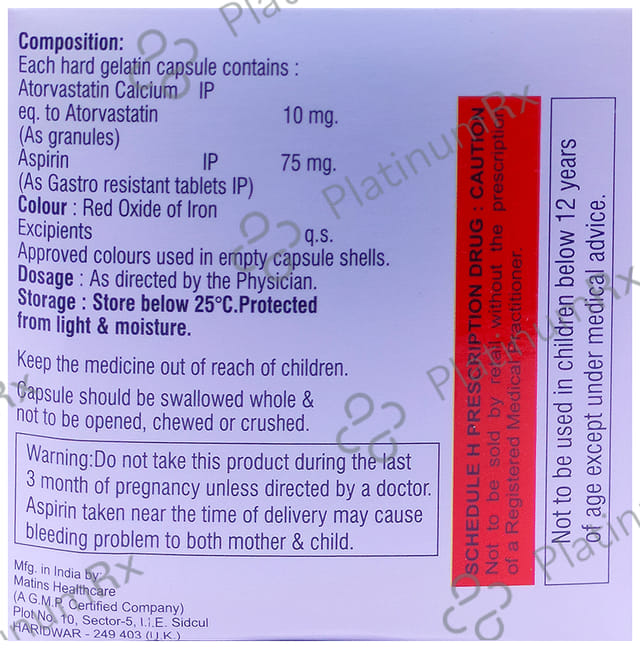 Composition:
Each hard gelatin capsule contains :
Atorvastatin Calcium IP
eq. to Atorvastatin 10 mg.
(As granules)
Aspirin IP 75 mg.
(As Gastro resistant tablets IP)
Colour : Red Oxide of Iron
Excipients q.s.
Approved colours used in empty capsule shells.
Dosage : As directed by the Physician.
Storage : Store below 25°C.Protected
from light & moisture.
Keep the medicine out of reach of children.
Capsule should be swallowed whole &
not to be opened, chewed or crushed.
Warning:Do not take this product during the last
3 month of pregnancy unless directed by a doctor.
Aspirin taken near the time of delivery may cause
bleeding problem to both mother & child.
Mfg. in India by:
Matins Healthcare
(A G.M.P. Certified Company)
Plot No. 10, Sector-5, I.I.E. Sidcul
HARIDWAR - 249 403 (U.K.)
SCHEDULE H PRESCRIPTION DRUG : CAUTION
Not to be sold by retail without the prescription
of a Registered Medical Practitioner.
Not to be used in children below 12 years
of age except under medical advice.
PlatinumRx
PlatinumRx
PlatinumRx
Platinu
Rx
numRx